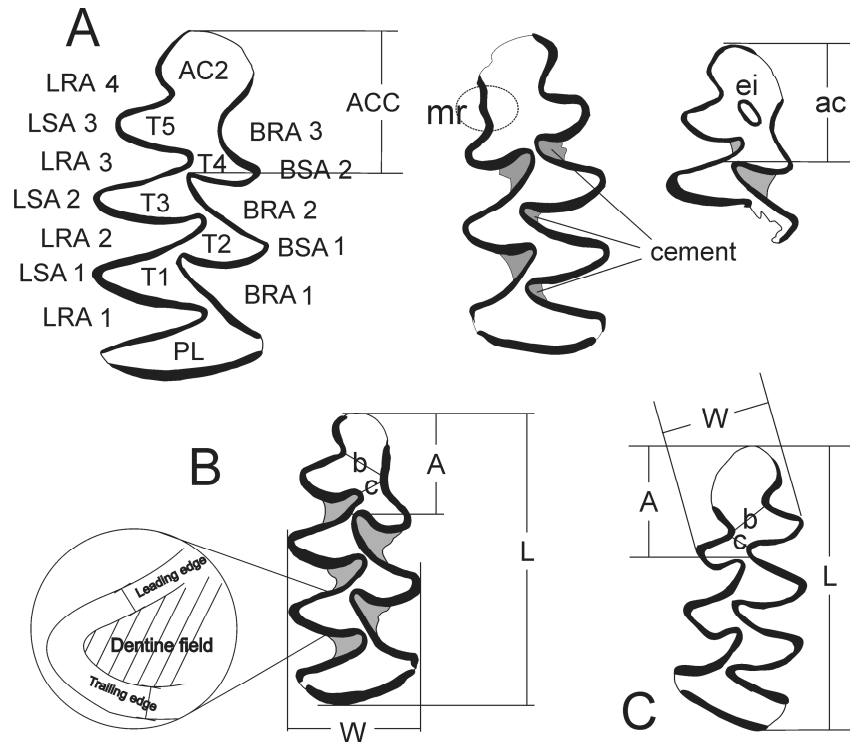 A
AC2
LRA 4
ACC
LSA 3
T5
BRA 3
LRA 3
T4
BSA 2
LSA 2
T3
BRA 2
LRA 2
T2
BSA 1
LSA 1
T1
BRA 1
LRA 1
PL
mr
cement
ei
ac
B
b
c
A
L
W
Leading edge
Dentine field
Trailing edge
W
A
b
c
L
C